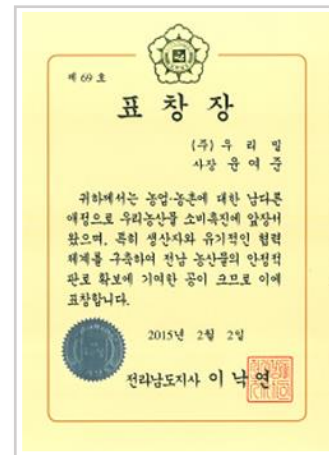 제 69 호
표 창 장
(주) 우 리 밀
사장 윤 여 준
귀하께서는 농업·농촌에 대한 남다른
애정으로 우리농산물 소비촉진에 앞장서
왔으며, 특히 생산자와 유기적인 협력
체계를 구축하여 전남 농산물의 안정적
판로 확보에 기여한 공이 크므로 이에
표창합니다.
2015년 2월 2일
전라남도지사 이 낙 연